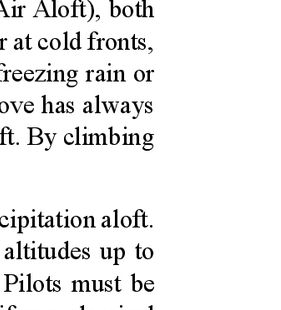 Air Aloft), both
r at cold fronts,
freezing rain or
ove has always
ft. By climbing
cipitation aloft.
altitudes up to
Pilots must be